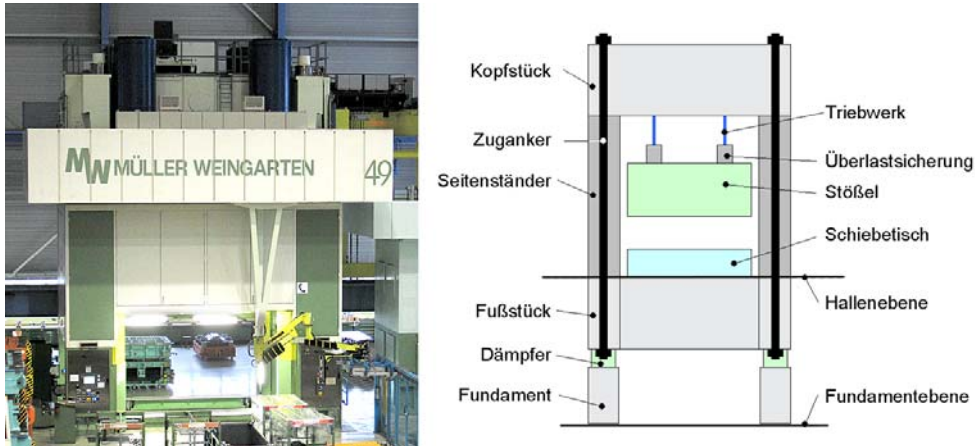 MW MÜLLER WEINGARTEN 49
Kopfstück
Zuganker
Seitenständer
Fußstück
Dämpfer
Fundament
Triebwerk
Überlastsicherung
Stößel
Schiebetisch
Hallenebene
Fundamentebene